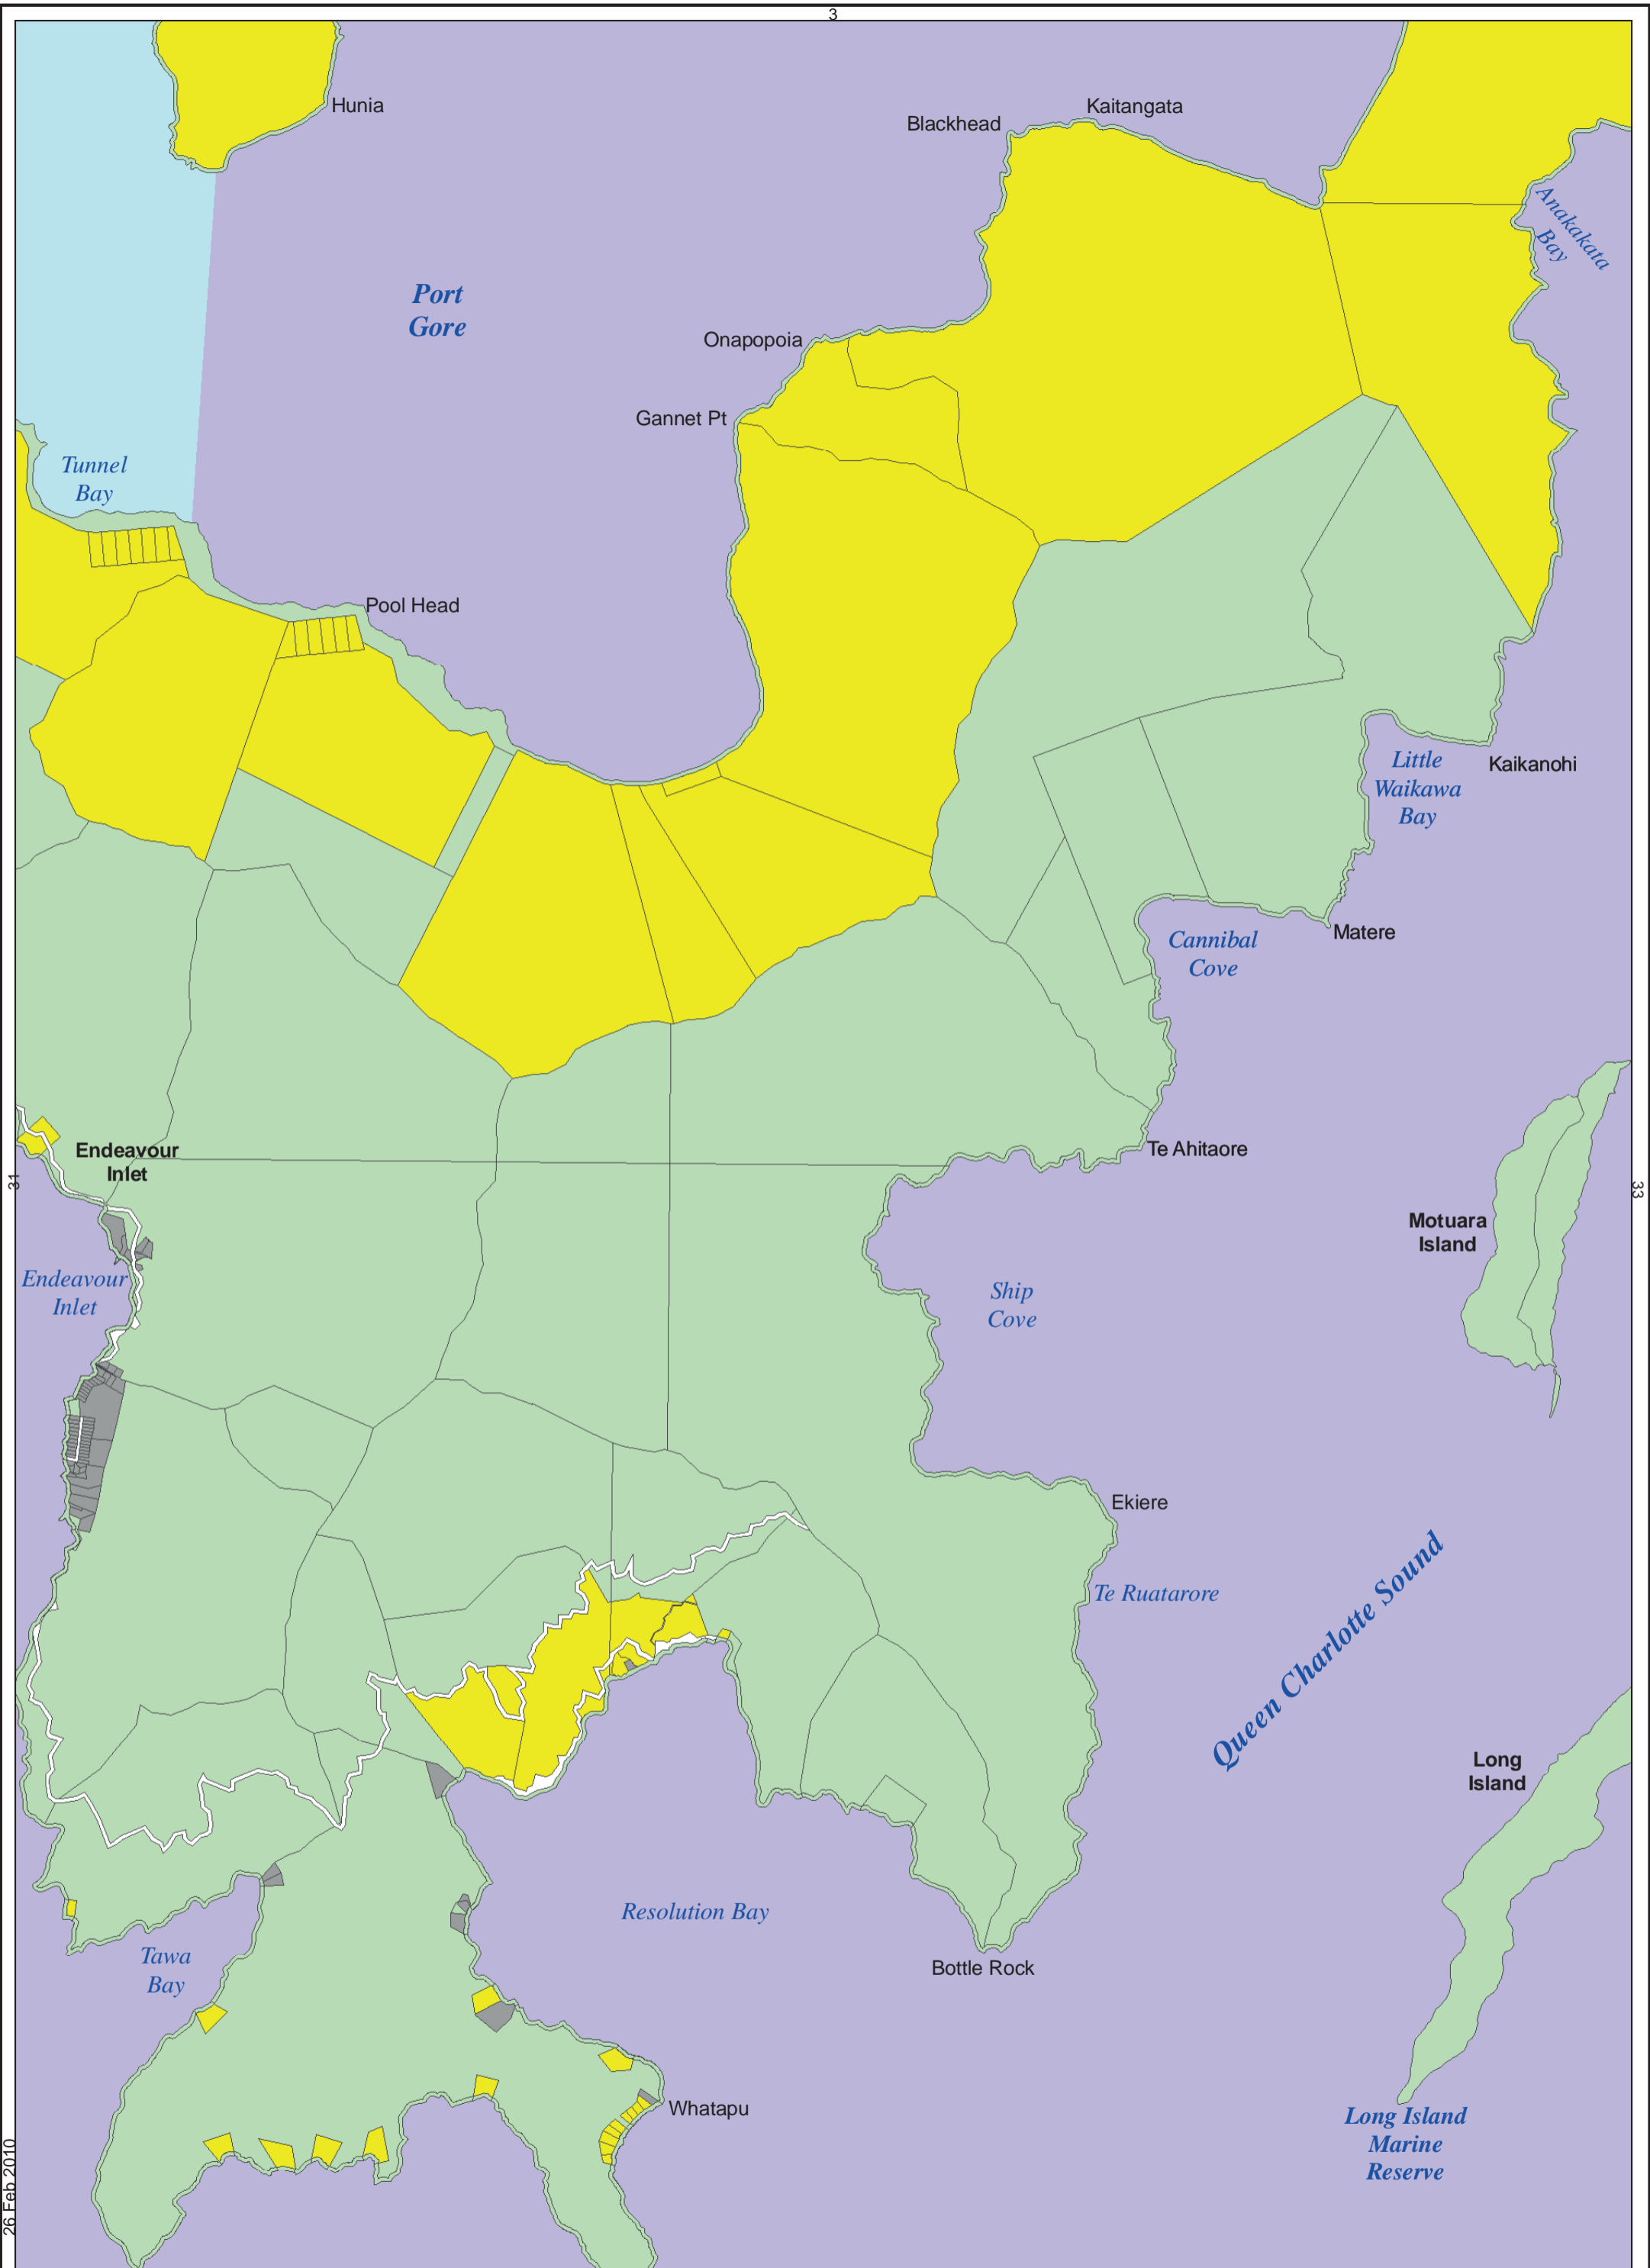 3
Hunia
Kaitangata
Blackhead
Anakakata
Bay
Port
Gore
Onapopoia
Gannet Pt
Tunnel
Bay
Pool Head
Little
Waikawa
Bay
Kaikanohi
Matere
Cannibal
Cove
Endeavour
Inlet
Te Ahitaore
31
33
Motuara
Island
Endeavour
Inlet
Ship
Cove
Ekiere
Te Ruatarore
Queen Charlotte Sound
Long
Island
Resolution Bay
Tawa
Bay
Bottle Rock
Whatapu
Long Island
Marine
Reserve
26 Feb 2010